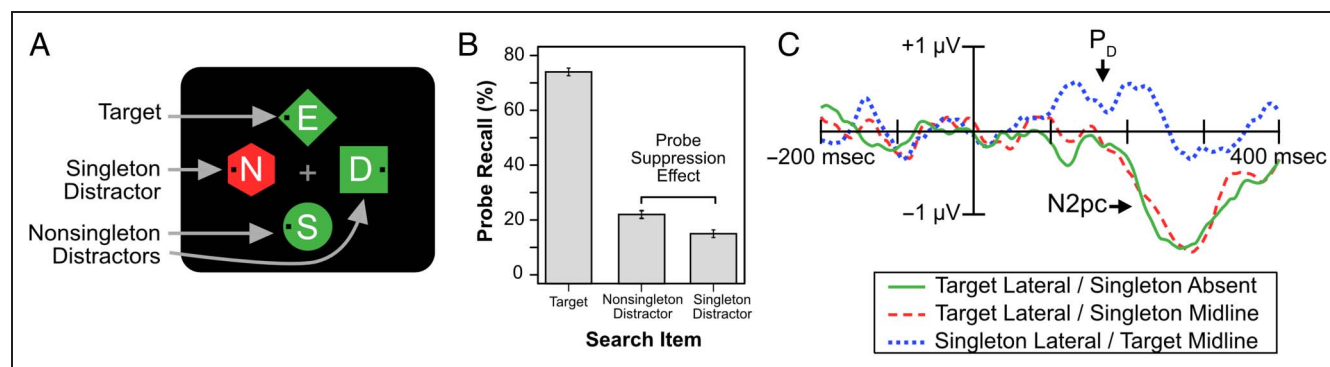 A
Target
Singleton
Distractor
Nonsingleton
Distractors
E
N
+
D
S
B
Probe Recall (%)
80
60
40
20
0
Probe
Suppression
Effect
Target
Nonsingleton
Distractor
Singleton
Distractor
Search Item
C
+1 µV
P_D
−200 msec
400 msec
N2pc
−1 µV
Target Lateral / Singleton Absent
Target Lateral / Singleton Midline
Singleton Lateral / Target Midline